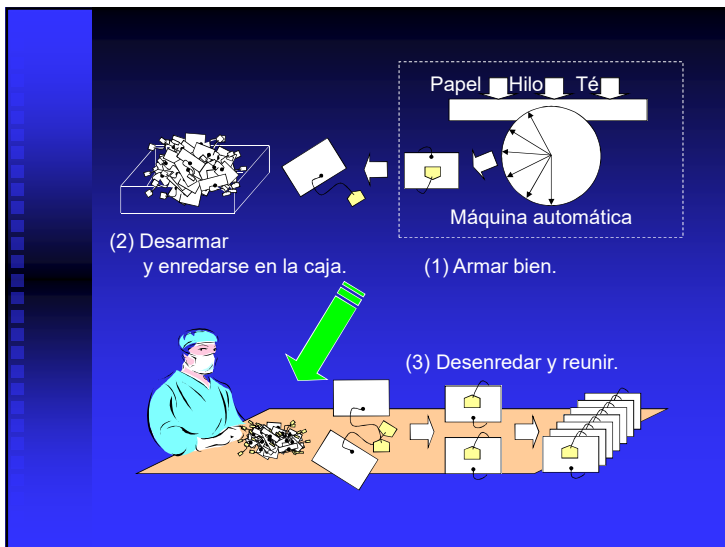 Papel Hilo Té
Máquina automática
(2) Desarmar
y enredarse en la caja.
(1) Armar bien.
(3) Desenredar y reunir.